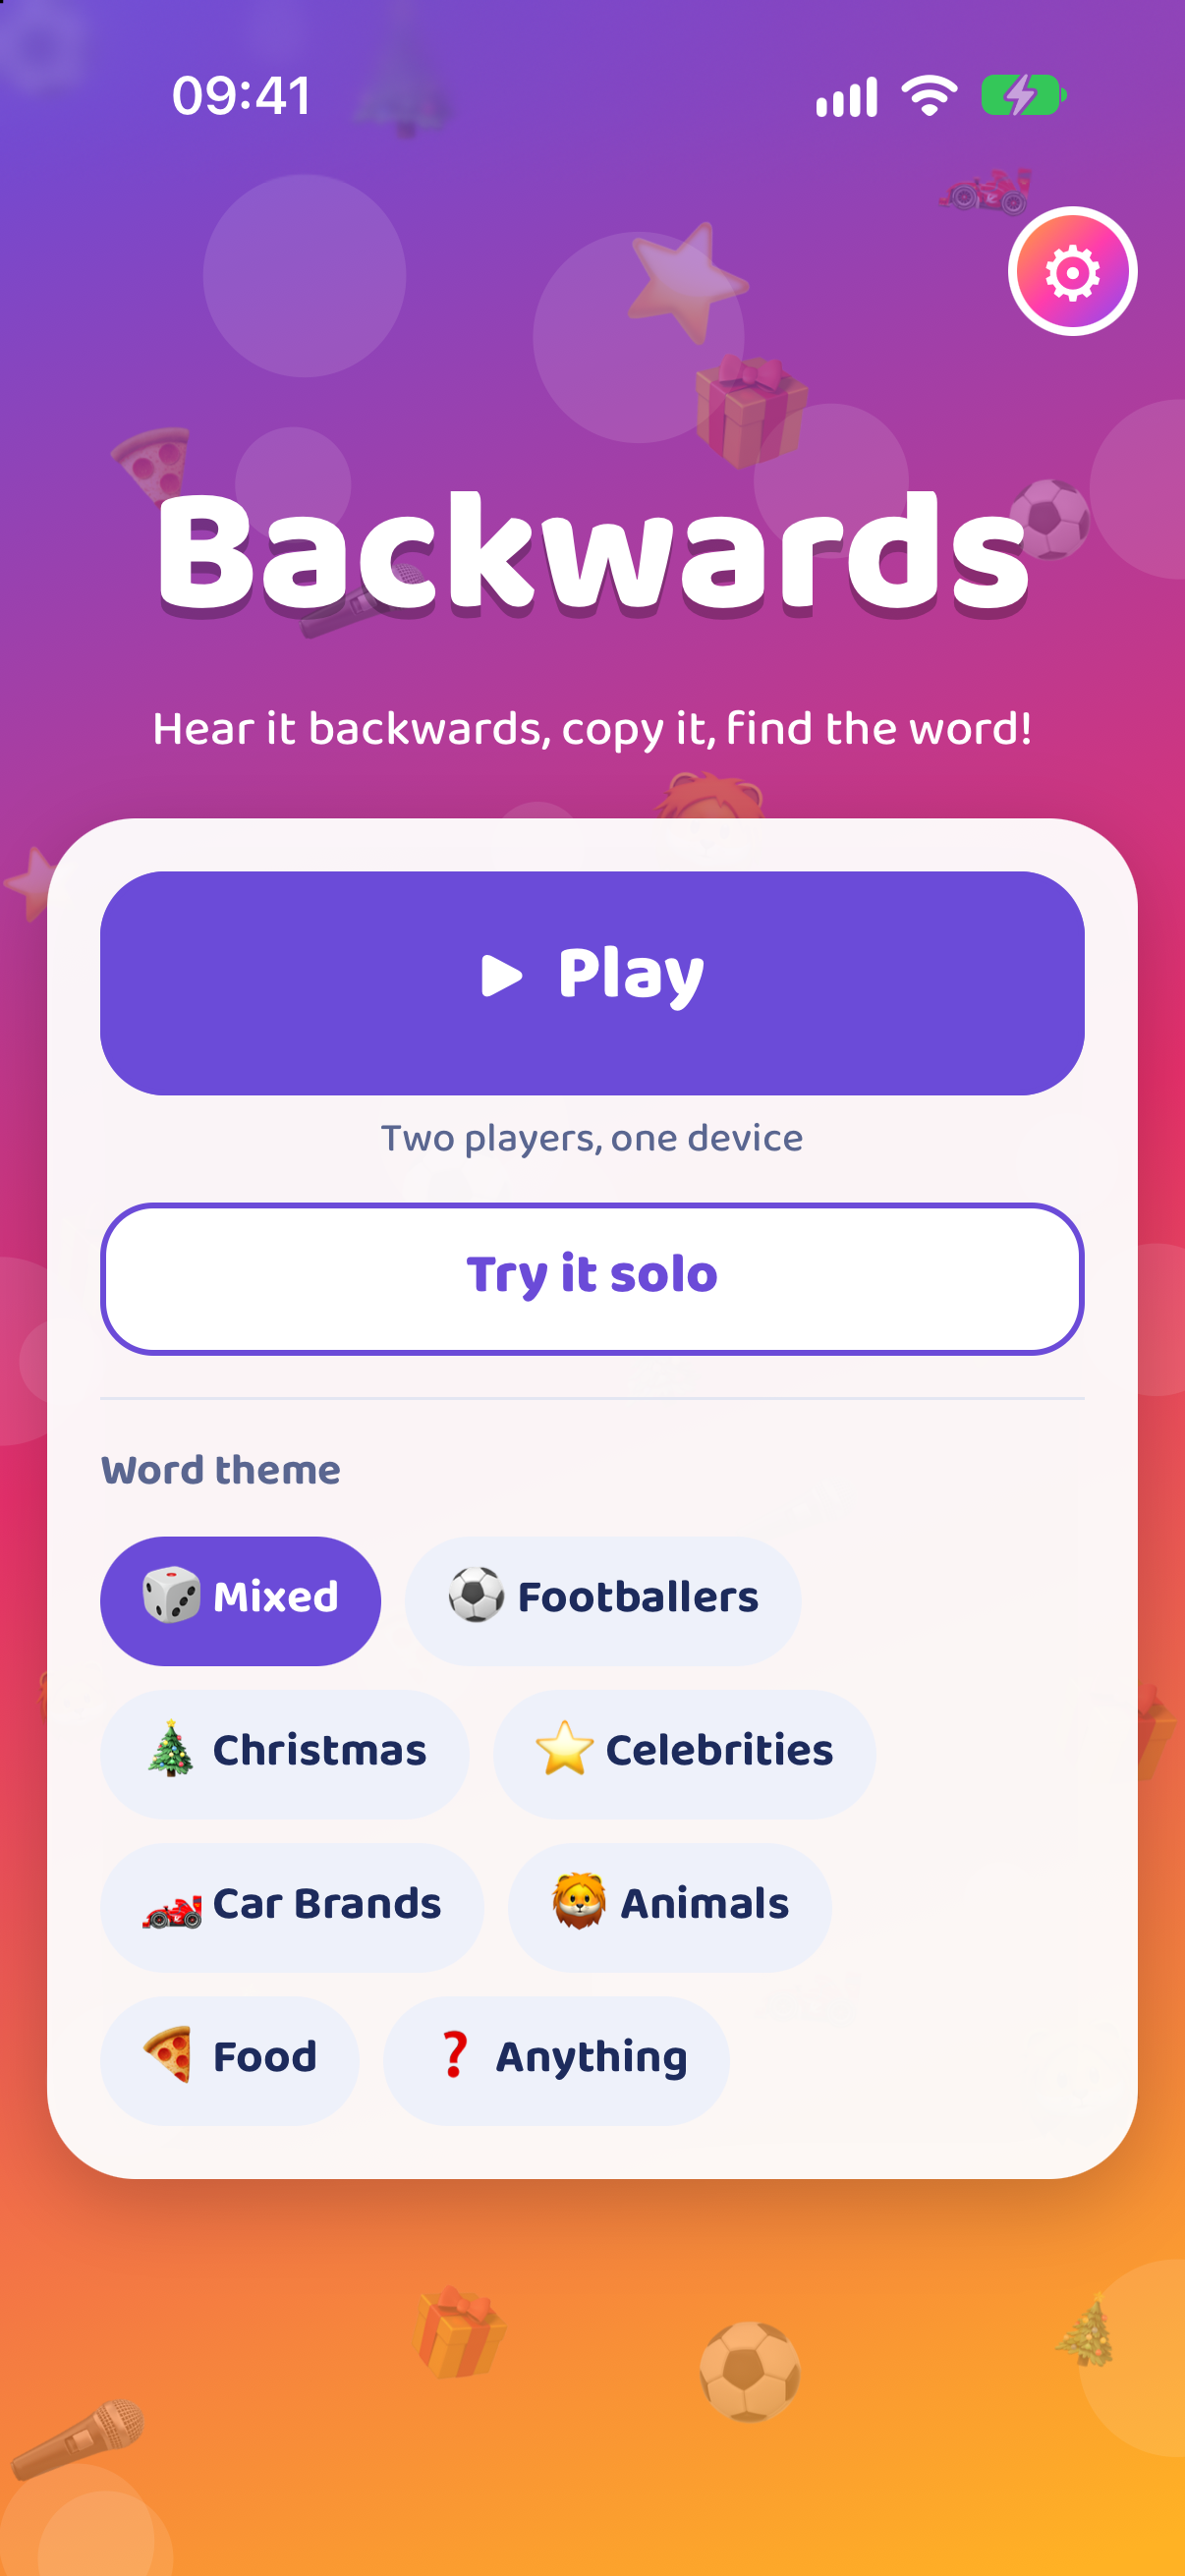 09:41
Backwards
Hear it backwards, copy it, find the word!
Play
Two players, one device
Try it solo
Word theme
Mixed
Footballers
Christmas
Celebrities
Car Brands
Animals
Food
❓ Anything